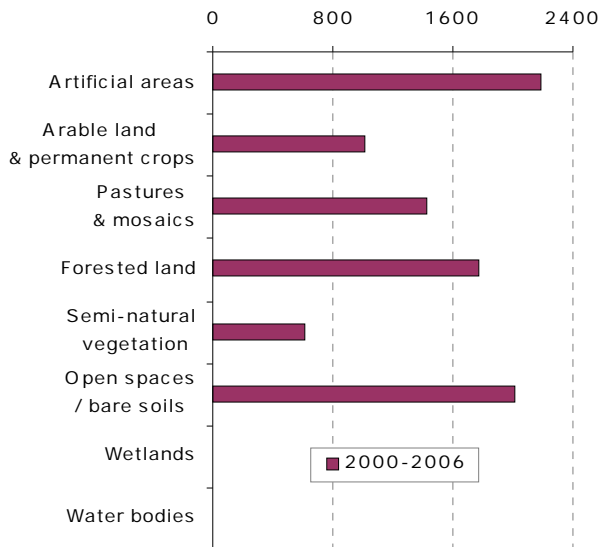 0 800 1600 2400
Artificial areas
Arable land
& permanent crops
Pastures
& mosaics
Forested land
Semi-natural
vegetation
Open spaces
/ bare soils
Wetlands
2000-2006
Water bodies